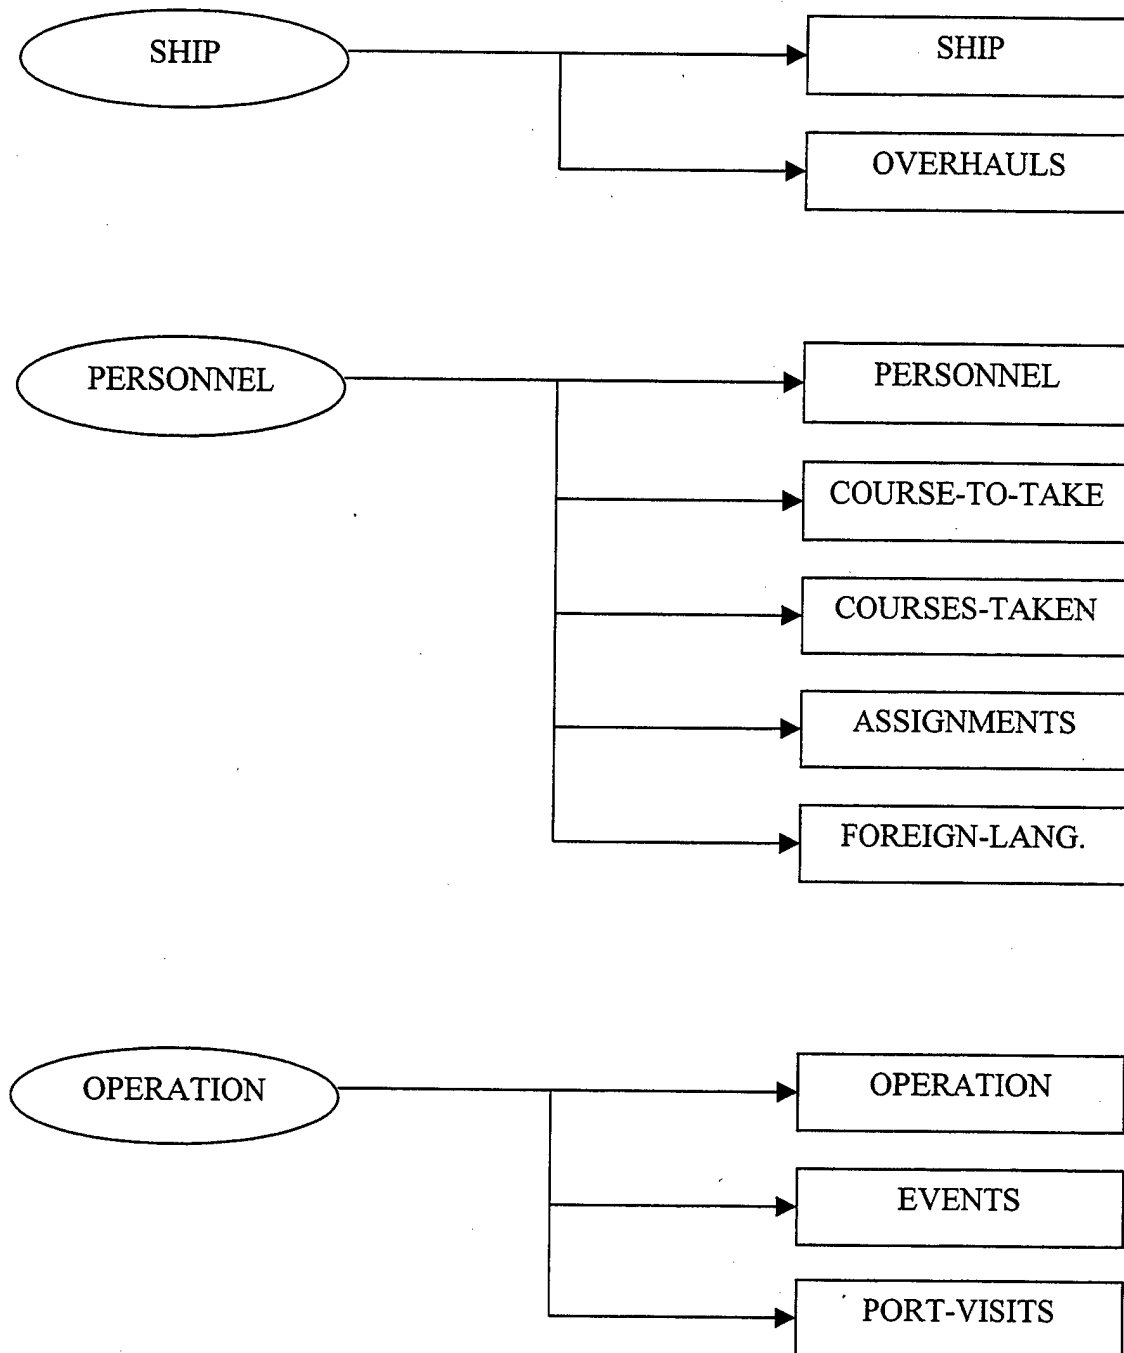 SHIP
SHIP
OVERHAULS
PERSONNEL
PERSONNEL
COURSE-TO-TAKE
COURSES-TAKEN
ASSIGNMENTS
FOREIGN-LANG.
OPERATION
OPERATION
EVENTS
PORT-VISITS